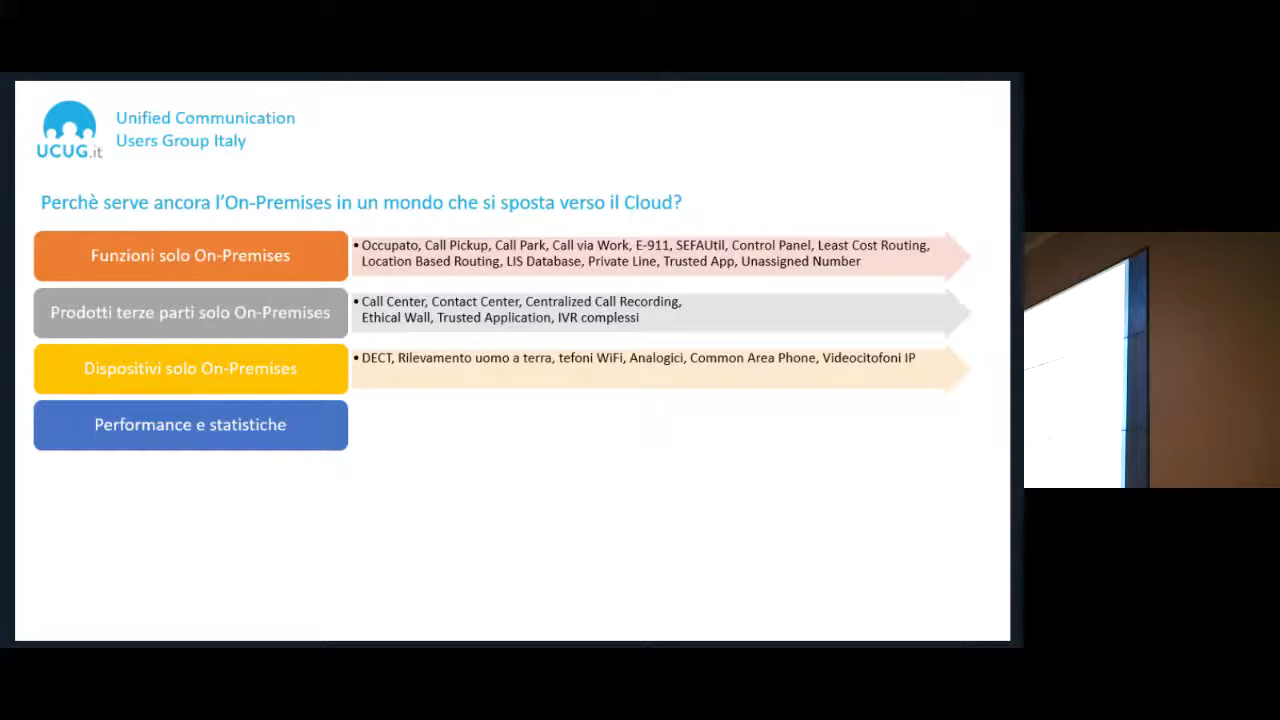 Unified Communication
Users Group Italy
UCUG.it
Perchè serve ancora l'On-Premises in un mondo che si sposta verso il Cloud?
Funzioni solo On-Premises
• Occupato, Call Pickup, Call Park, Call via Work, E-911, SEFAUtil, Control Panel, Least Cost Routing,
Location Based Routing, LIS Database, Private Line, Trusted App, Unassigned Number
Prodotti terze parti solo On-Premises
• Call Center, Contact Center, Centralized Call Recording,
Ethical Wall, Trusted Application, IVR complessi
Dispositivi solo On-Premises
• DECT, Rilevamento uomo a terra, tefoni WiFi, Analogici, Common Area Phone, Videocitofoni IP
Performance e statistiche